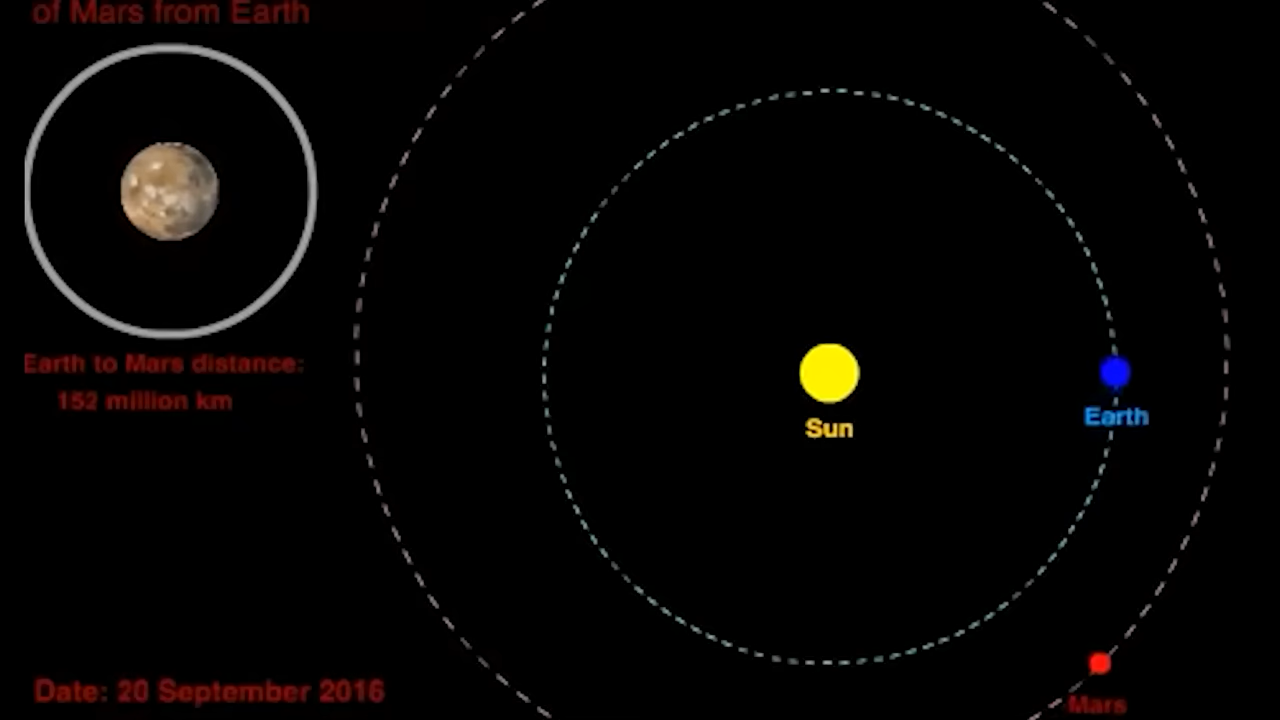 of Mars from Earth
Earth to Mars distance:
152 million km
Sun
Earth
Date: 20 September 2016
Mars